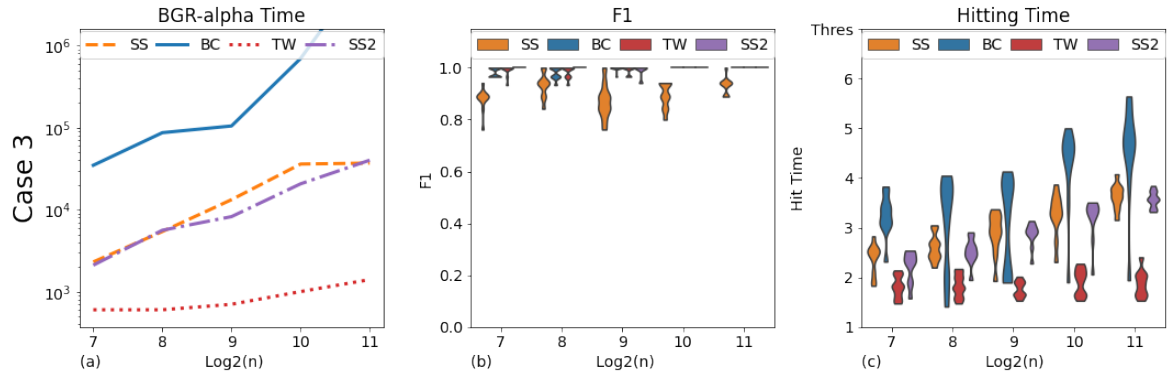 BGR-alpha Time
F1
Hitting Time
Case 3
SS BC TW SS2
10^6
10^5
10^4
10^3
7 8 9 10 11
(a) Log2(n)
SS BC TW SS2
F1
1.0
0.8
0.6
0.4
0.2
0.0
7 8 9 10 11
(b) Log2(n)
Thres
SS BC TW SS2
Hit Time
6
5
4
3
2
1
7 8 9 10 11
(c) Log2(n)